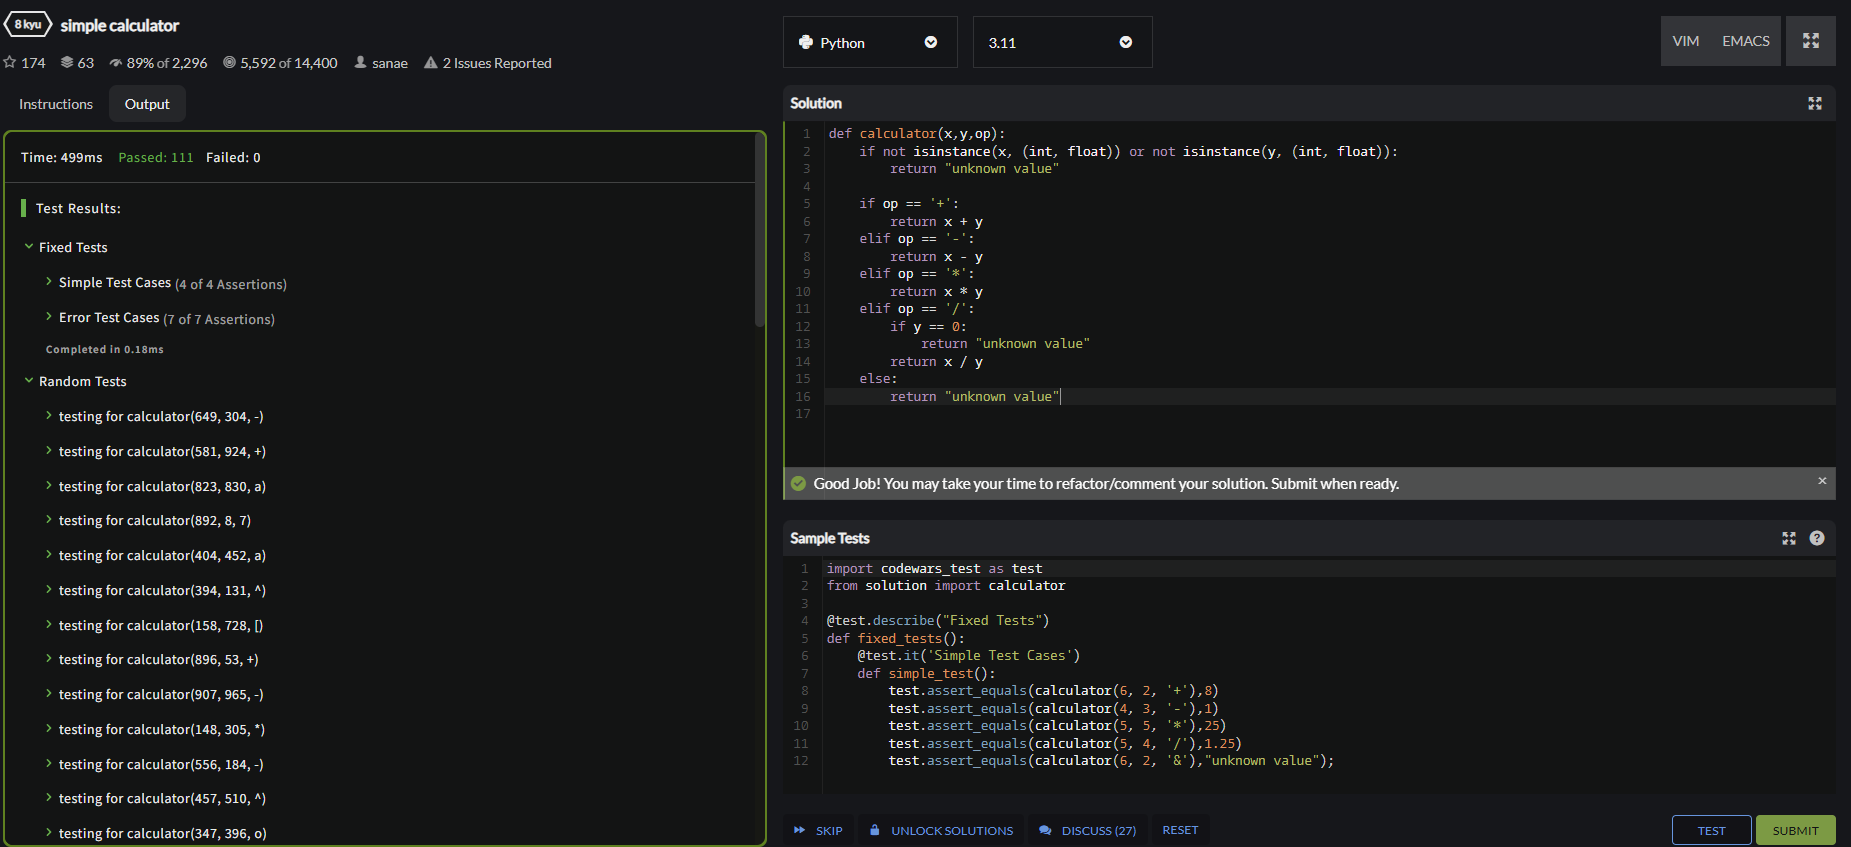 8 kyu simple calculator
174 63 89% of 2,296 5,592 of 14,400 sanae 2 Issues Reported
Instructions Output
Time: 499ms Passed: 111 Failed: 0
Test Results:
Fixed Tests
Simple Test Cases (4 of 4 Assertions)
Error Test Cases (7 of 7 Assertions)
Completed in 0.18ms
Random Tests
testing for calculator(649, 304, -)
testing for calculator(581, 924, +)
testing for calculator(823, 830, a)
testing for calculator(892, 8, 7)
testing for calculator(404, 452, a)
testing for calculator(394, 131, ^)
testing for calculator(158, 728, [)
testing for calculator(896, 53, +)
testing for calculator(907, 965, -)
testing for calculator(148, 305, *)
testing for calculator(556, 184, -)
testing for calculator(457, 510, ^)
testing for calculator(347, 396, o)
Python 3.11 VIM EMACS
Solution
1 def calculator(x,y,op):
2     if not isinstance(x, (int, float)) or not isinstance(y, (int, float)):
3         return "unknown value"
4
5     if op == '+':
6         return x + y
7     elif op == '-':
8         return x - y
9     elif op == '*':
10         return x * y
11     elif op == '/':
12         if y == 0:
13             return "unknown value"
14         return x / y
15     else:
16         return "unknown value"
17
Good Job! You may take your time to refactor/comment your solution. Submit when ready. ×
Sample Tests ?
1 import codewars_test as test
2 from solution import calculator
3
4 @test.describe("Fixed Tests")
5 def fixed_tests():
6     @test.it('Simple Test Cases')
7     def simple_test():
8         test.assert_equals(calculator(6, 2, '+'),8)
9         test.assert_equals(calculator(4, 3, '-'),1)
10         test.assert_equals(calculator(5, 5, '*'),25)
11         test.assert_equals(calculator(5, 4, '/'),1.25)
12         test.assert_equals(calculator(6, 2, '&'),"unknown value");
SKIP UNLOCK SOLUTIONS DISCUSS (27) RESET TEST SUBMIT